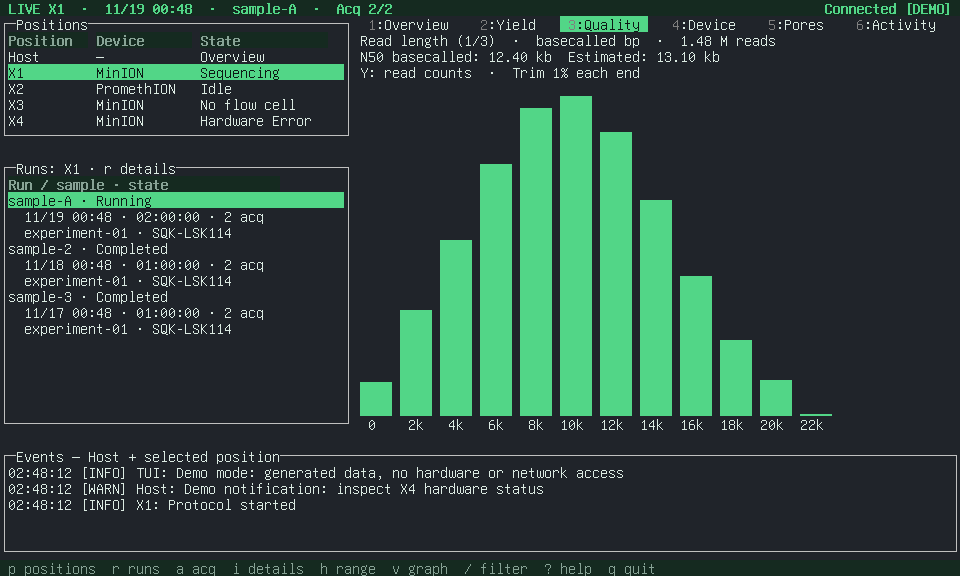 LIVE X1  ·  11/19 00:48  ·  sample-A  ·  Acq 2/2    Connected [DEMO]
1:Overview  2:Yield  3:Quality  4:Device  5:Pores  6:Activity
Positions
Position  Device  State
Host  —  Overview
X1  MinION  Sequencing
X2  PromethION  Idle
X3  MinION  No flow cell
X4  MinION  Hardware Error
Runs: X1 · r details
Run / sample · state
sample-A · Running
11/19 00:48 · 02:00:00 · 2 acq
experiment-01 · SQK-LSK114
sample-2 · Completed
11/18 00:48 · 01:00:00 · 2 acq
experiment-01 · SQK-LSK114
sample-3 · Completed
11/17 00:48 · 01:00:00 · 2 acq
experiment-01 · SQK-LSK114
Read length (1/3)  ·  basecalled bp  ·  1.48 M reads
N50 basecalled: 12.40 kb  Estimated: 13.10 kb
Y: read counts  ·  Trim 1% each end
0  2k  4k  6k  8k  10k  12k  14k  16k  18k  20k  22k
Events — Host + selected position
02:48:12 [INFO] TUI: Demo mode: generated data, no hardware or network access
02:48:12 [WARN] Host: Demo notification: inspect X4 hardware status
02:48:12 [INFO] X1: Protocol started
p positions  r runs  a acq  i details  h range  v graph  / filter  ? help  q quit